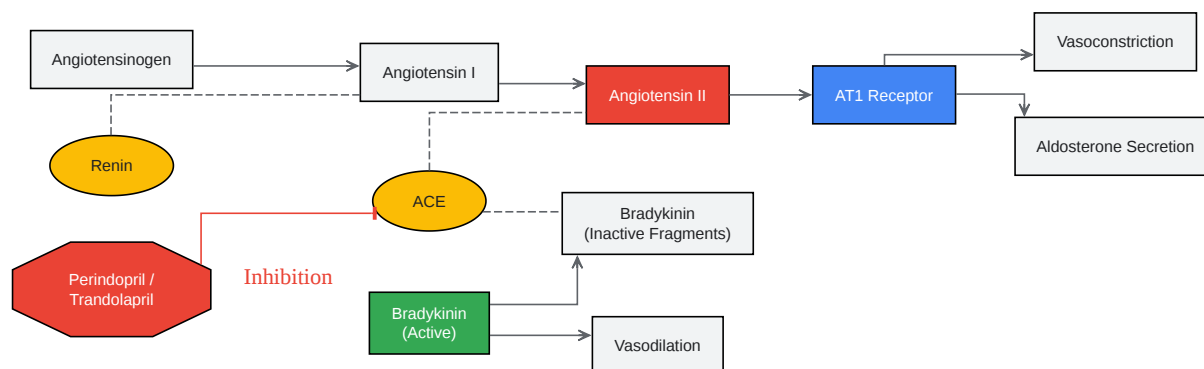 Angiotensinogen
Angiotensin I
Angiotensin II
AT1 Receptor
Vasoconstriction
Aldosterone Secretion
Renin
ACE
Bradykinin
(Inactive Fragments)
Perindopril /
Trandolapril
Inhibition
Bradykinin
(Active)
Vasodilation